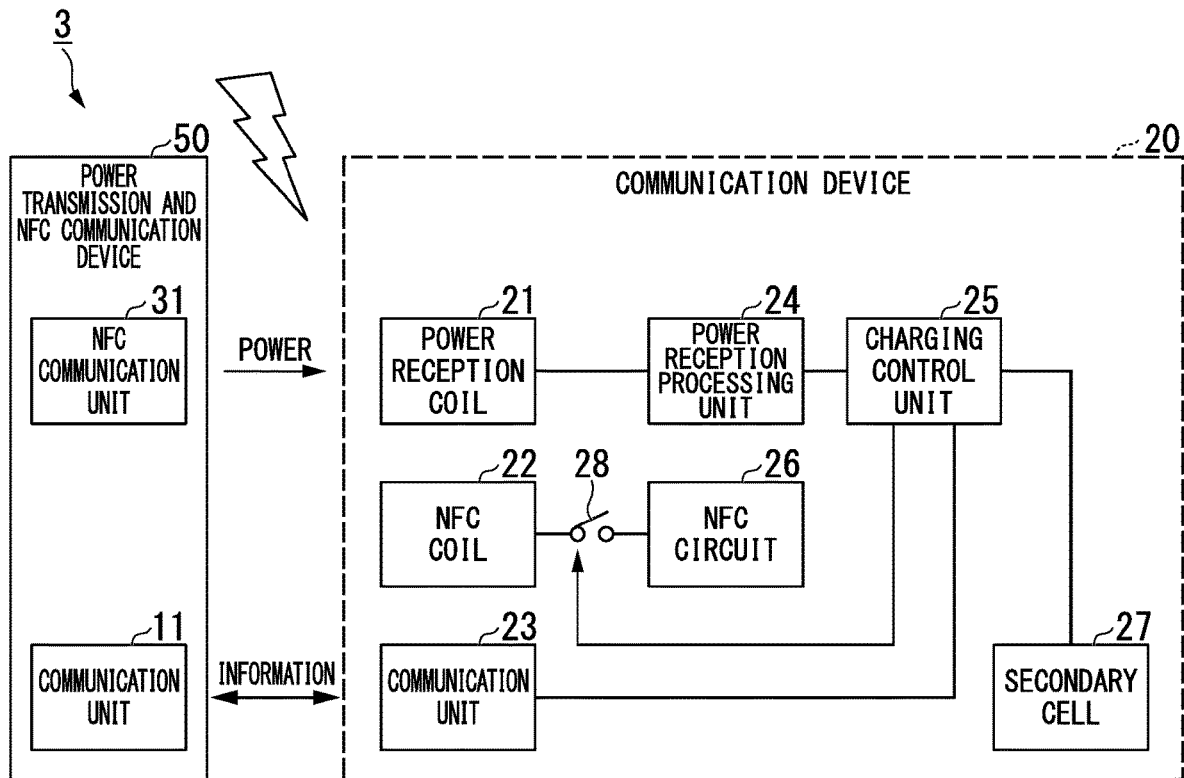 3
50
20
POWER
TRANSMISSION AND
NFC COMMUNICATION
DEVICE
COMMUNICATION DEVICE
31
NFC
COMMUNICATION
UNIT
POWER
21
POWER
RECEPTION
COIL
24
POWER
RECEPTION
PROCESSING
UNIT
25
CHARGING
CONTROL
UNIT
22
NFC
COIL
28
26
NFC
CIRCUIT
11
COMMUNICATION
UNIT
INFORMATION
23
COMMUNICATION
UNIT
27
SECONDARY
CELL